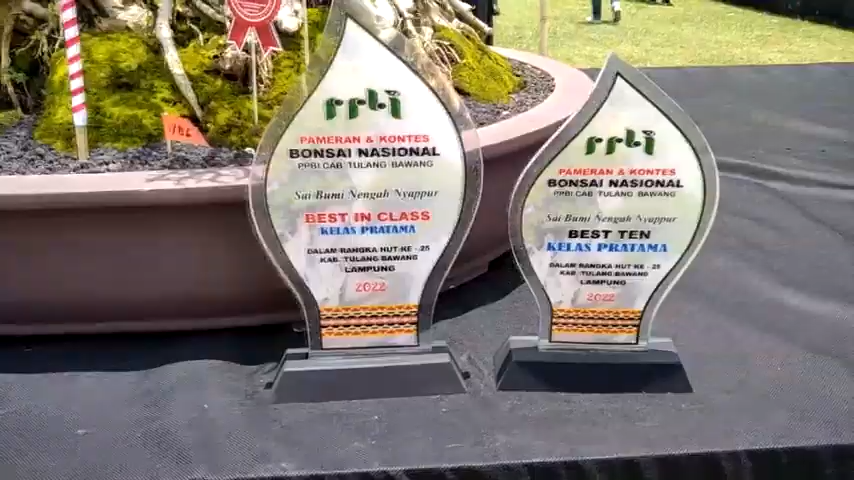 PPBI
PAMERAN & KONTES
BONSAI NASIONAL
PPBI CAB TULANG BAWANG
Sai Bumi Nengah Nyappur
BEST IN CLASS
KELAS PRATAMA
DALAM RANGKA HUT KE - 25
KAB. TULANG BAWANG
LAMPUNG
2022
PPBI
PAMERAN & KONTES
BONSAI NASIONAL
PPBI CAB TULANG BAWANG
Sai Bumi Nengah Nyappur
BEST TEN
KELAS PRATAMA
DALAM RANGKA HUT KE - 25
KAB. TULANG BAWANG
LAMPUNG
2022